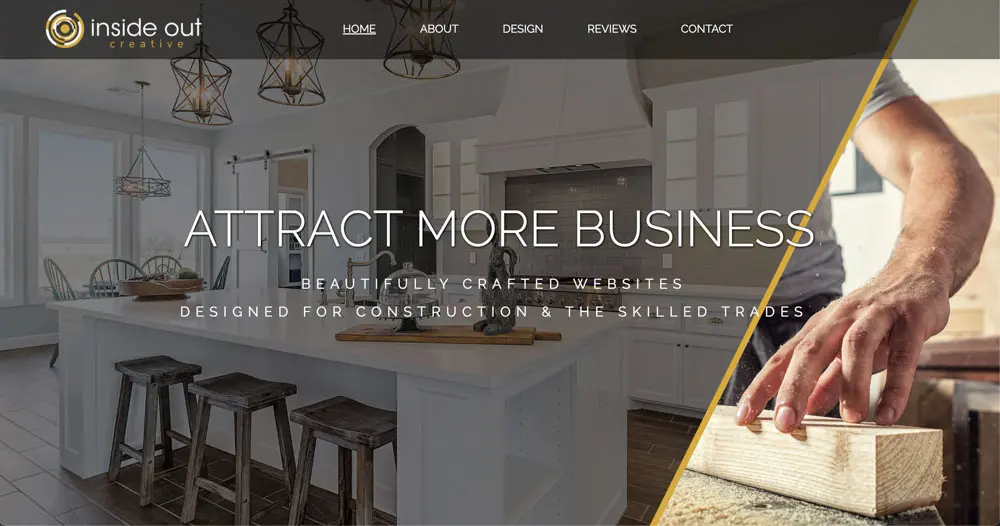 inside out
creative
HOME ABOUT DESIGN REVIEWS CONTACT
ATTRACT MORE BUSINESS
BEAUTIFULLY CRAFTED WEBSITES
DESIGNED FOR CONSTRUCTION & THE SKILLED TRADES